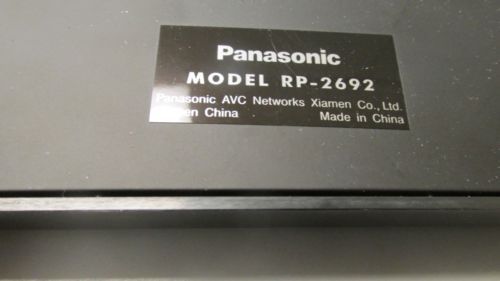 Panasonic
MODEL RP-2692
Panasonic AVC Networks Xiamen Co., Ltd.
China
Made in China